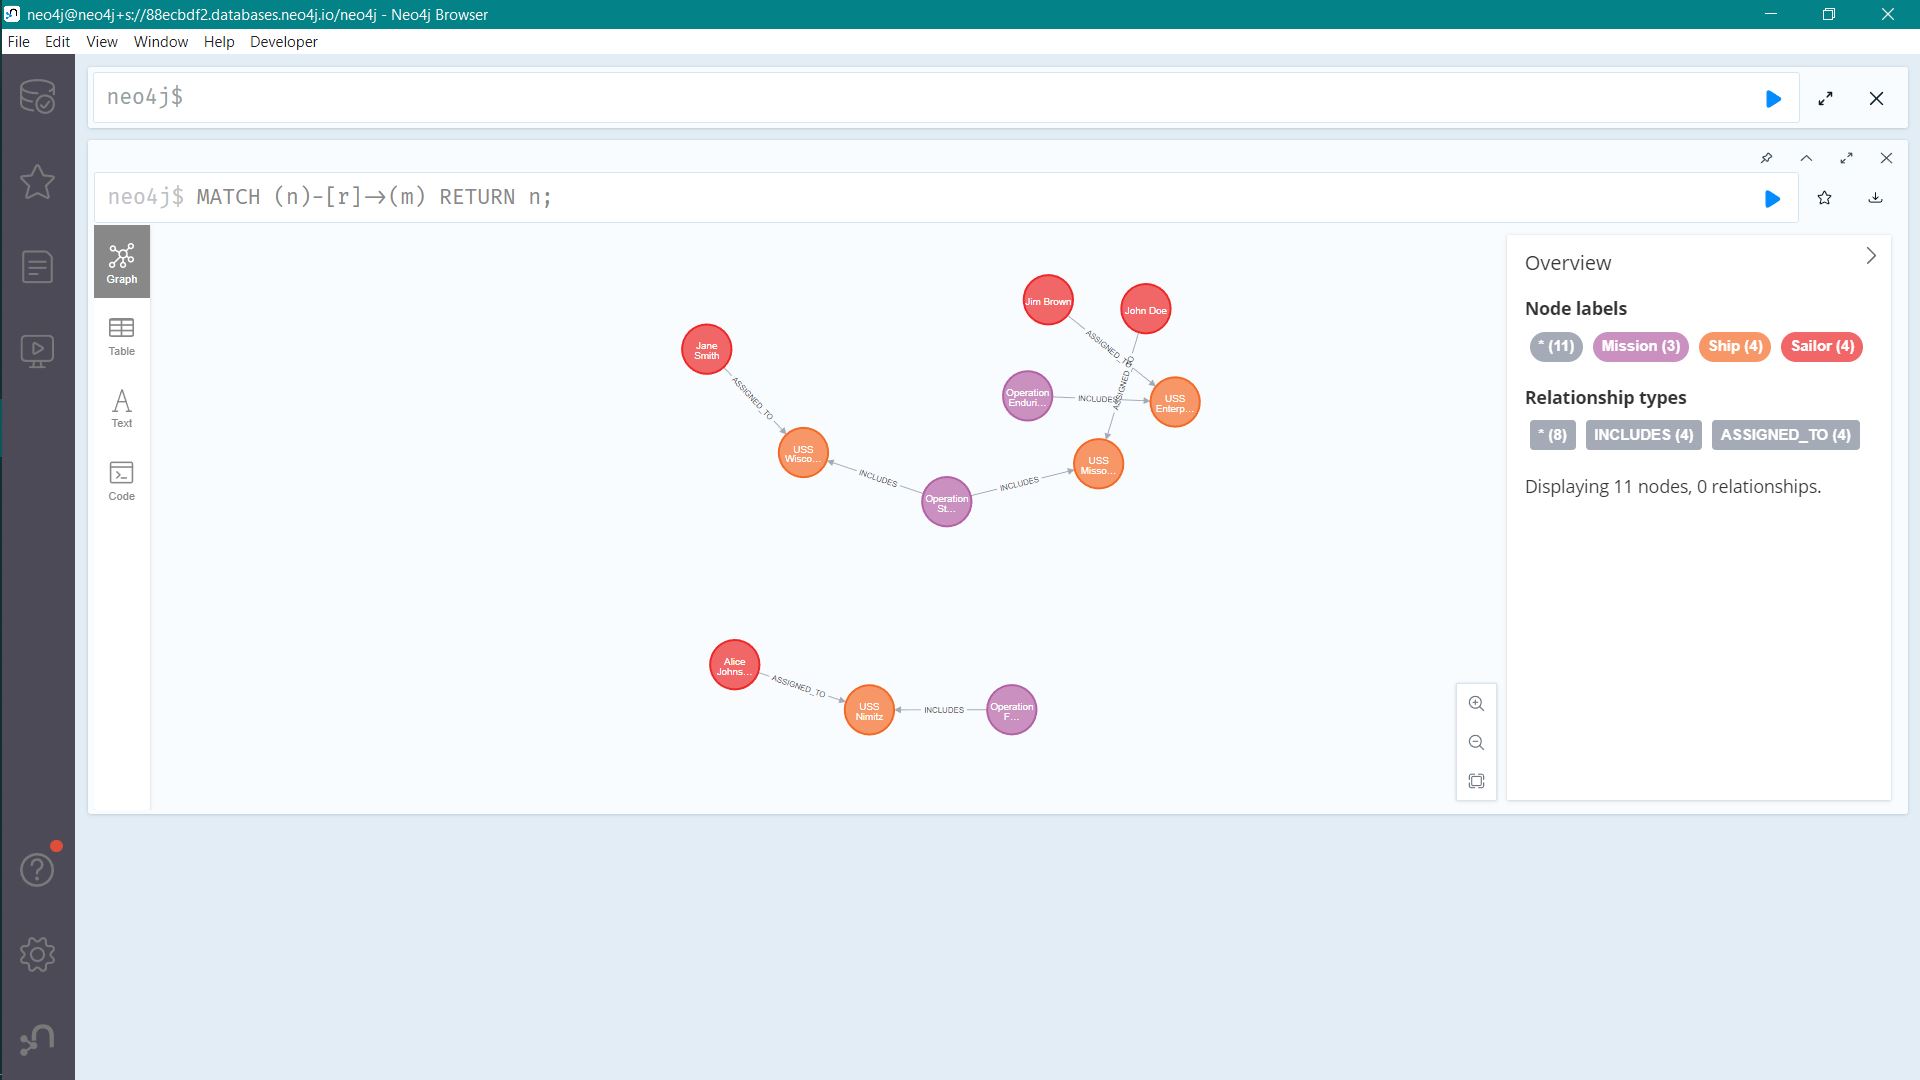 neo4j@neo4j+s://88ecbdf2.databases.neo4j.io/neo4j - Neo4j Browser
File Edit View Window Help Developer
neo4j$
neo4j$ MATCH (n)-[r]→(m) RETURN n;
Graph
Table
Text
Code
Jim Brown
John Doe
Jane
Smith
ASSIGNED_TO
ASSIGNED_TO
ASSIGNED_TO
Operation
Enduri...
INCLUDES
USS
Enterp...
USS
Wisco...
INCLUDES
Operation
St...
INCLUDES
USS
Misso...
Alice
Johns...
ASSIGNED_TO
USS
Nimitz
INCLUDES
Operation
F...
Overview
Node labels
* (11) Mission (3) Ship (4) Sailor (4)
Relationship types
* (8) INCLUDES (4) ASSIGNED_TO (4)
Displaying 11 nodes, 0 relationships.